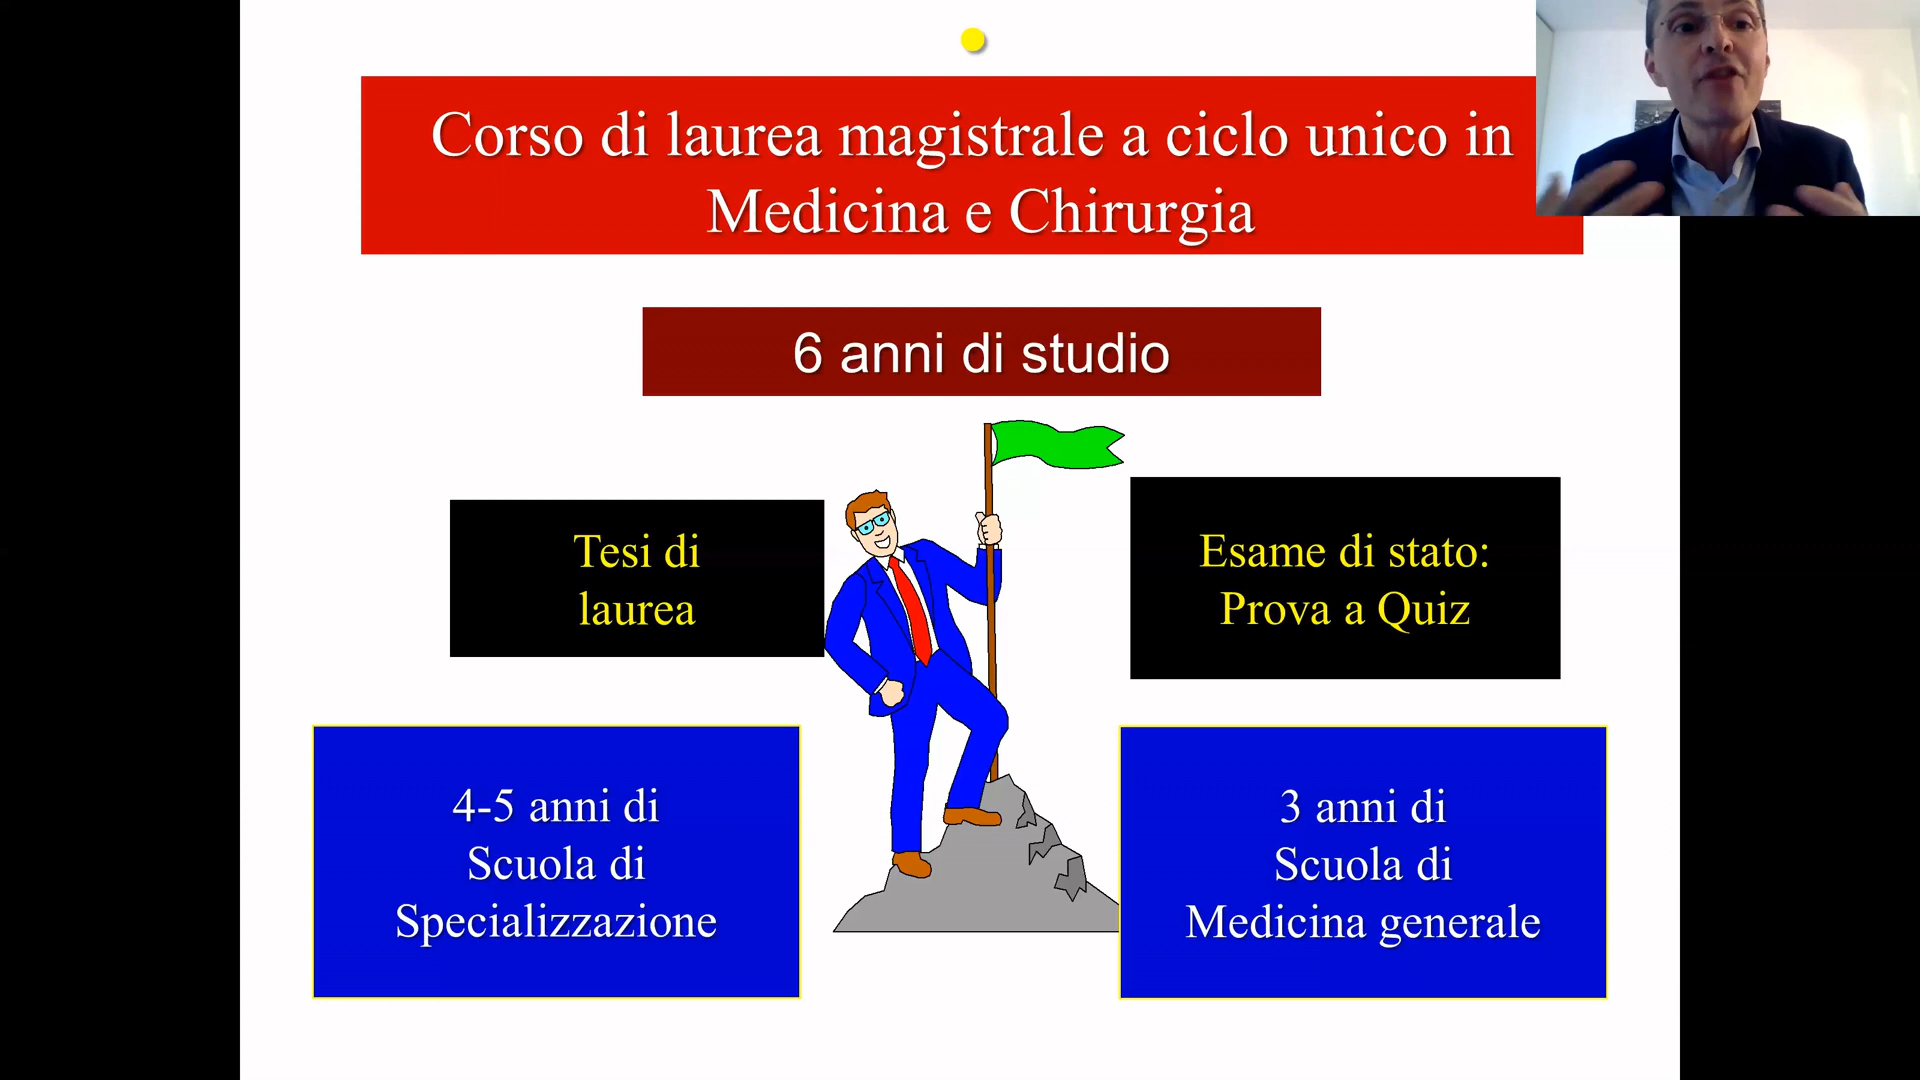 Corso di laurea magistrale a ciclo unico in
Medicina e Chirurgia
6 anni di studio
Tesi di
laurea
Esame di stato:
Prova a Quiz
4-5 anni di
Scuola di
Specializzazione
3 anni di
Scuola di
Medicina generale